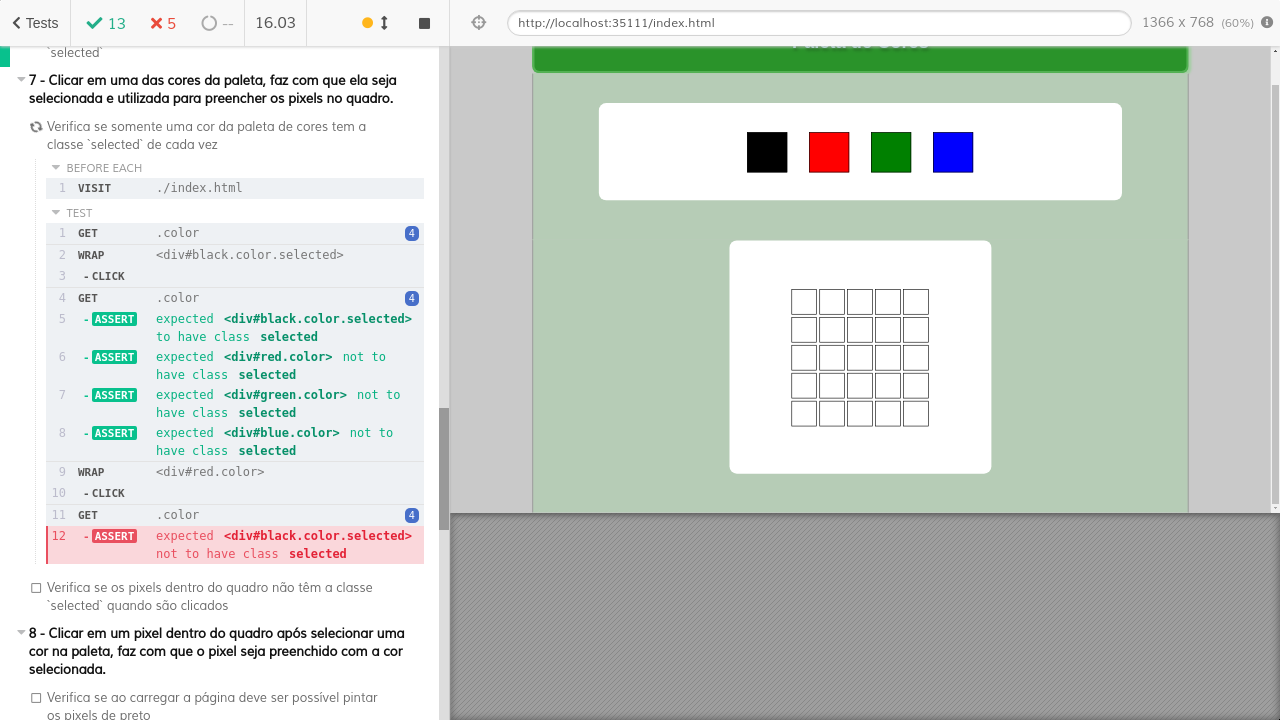 Tests
13
5
--
16.03
http://localhost:35111/index.html
1366 x 768 (60%)
`selected`
7 - Clicar em uma das cores da paleta, faz com que ela seja
selecionada e utilizada para preencher os pixels no quadro.
Verifica se somente uma cor da paleta de cores tem a
classe `selected` de cada vez
BEFORE EACH
1 VISIT ./index.html
TEST
1 GET .color 4
2 WRAP <div#black.color.selected>
3 - CLICK
4 GET .color 4
5 - ASSERT expected <div#black.color.selected>
to have class selected
6 - ASSERT expected <div#red.color> not to
have class selected
7 - ASSERT expected <div#green.color> not to
have class selected
8 - ASSERT expected <div#blue.color> not to
have class selected
9 WRAP <div#red.color>
10 - CLICK
11 GET .color 4
12 - ASSERT expected <div#black.color.selected>
not to have class selected
Verifica se os pixels dentro do quadro não têm a classe
`selected` quando são clicados
8 - Clicar em um pixel dentro do quadro após selecionar uma
cor na paleta, faz com que o pixel seja preenchido com a cor
selecionada.
Verifica se ao carregar a página deve ser possível pintar
os pixels de preto